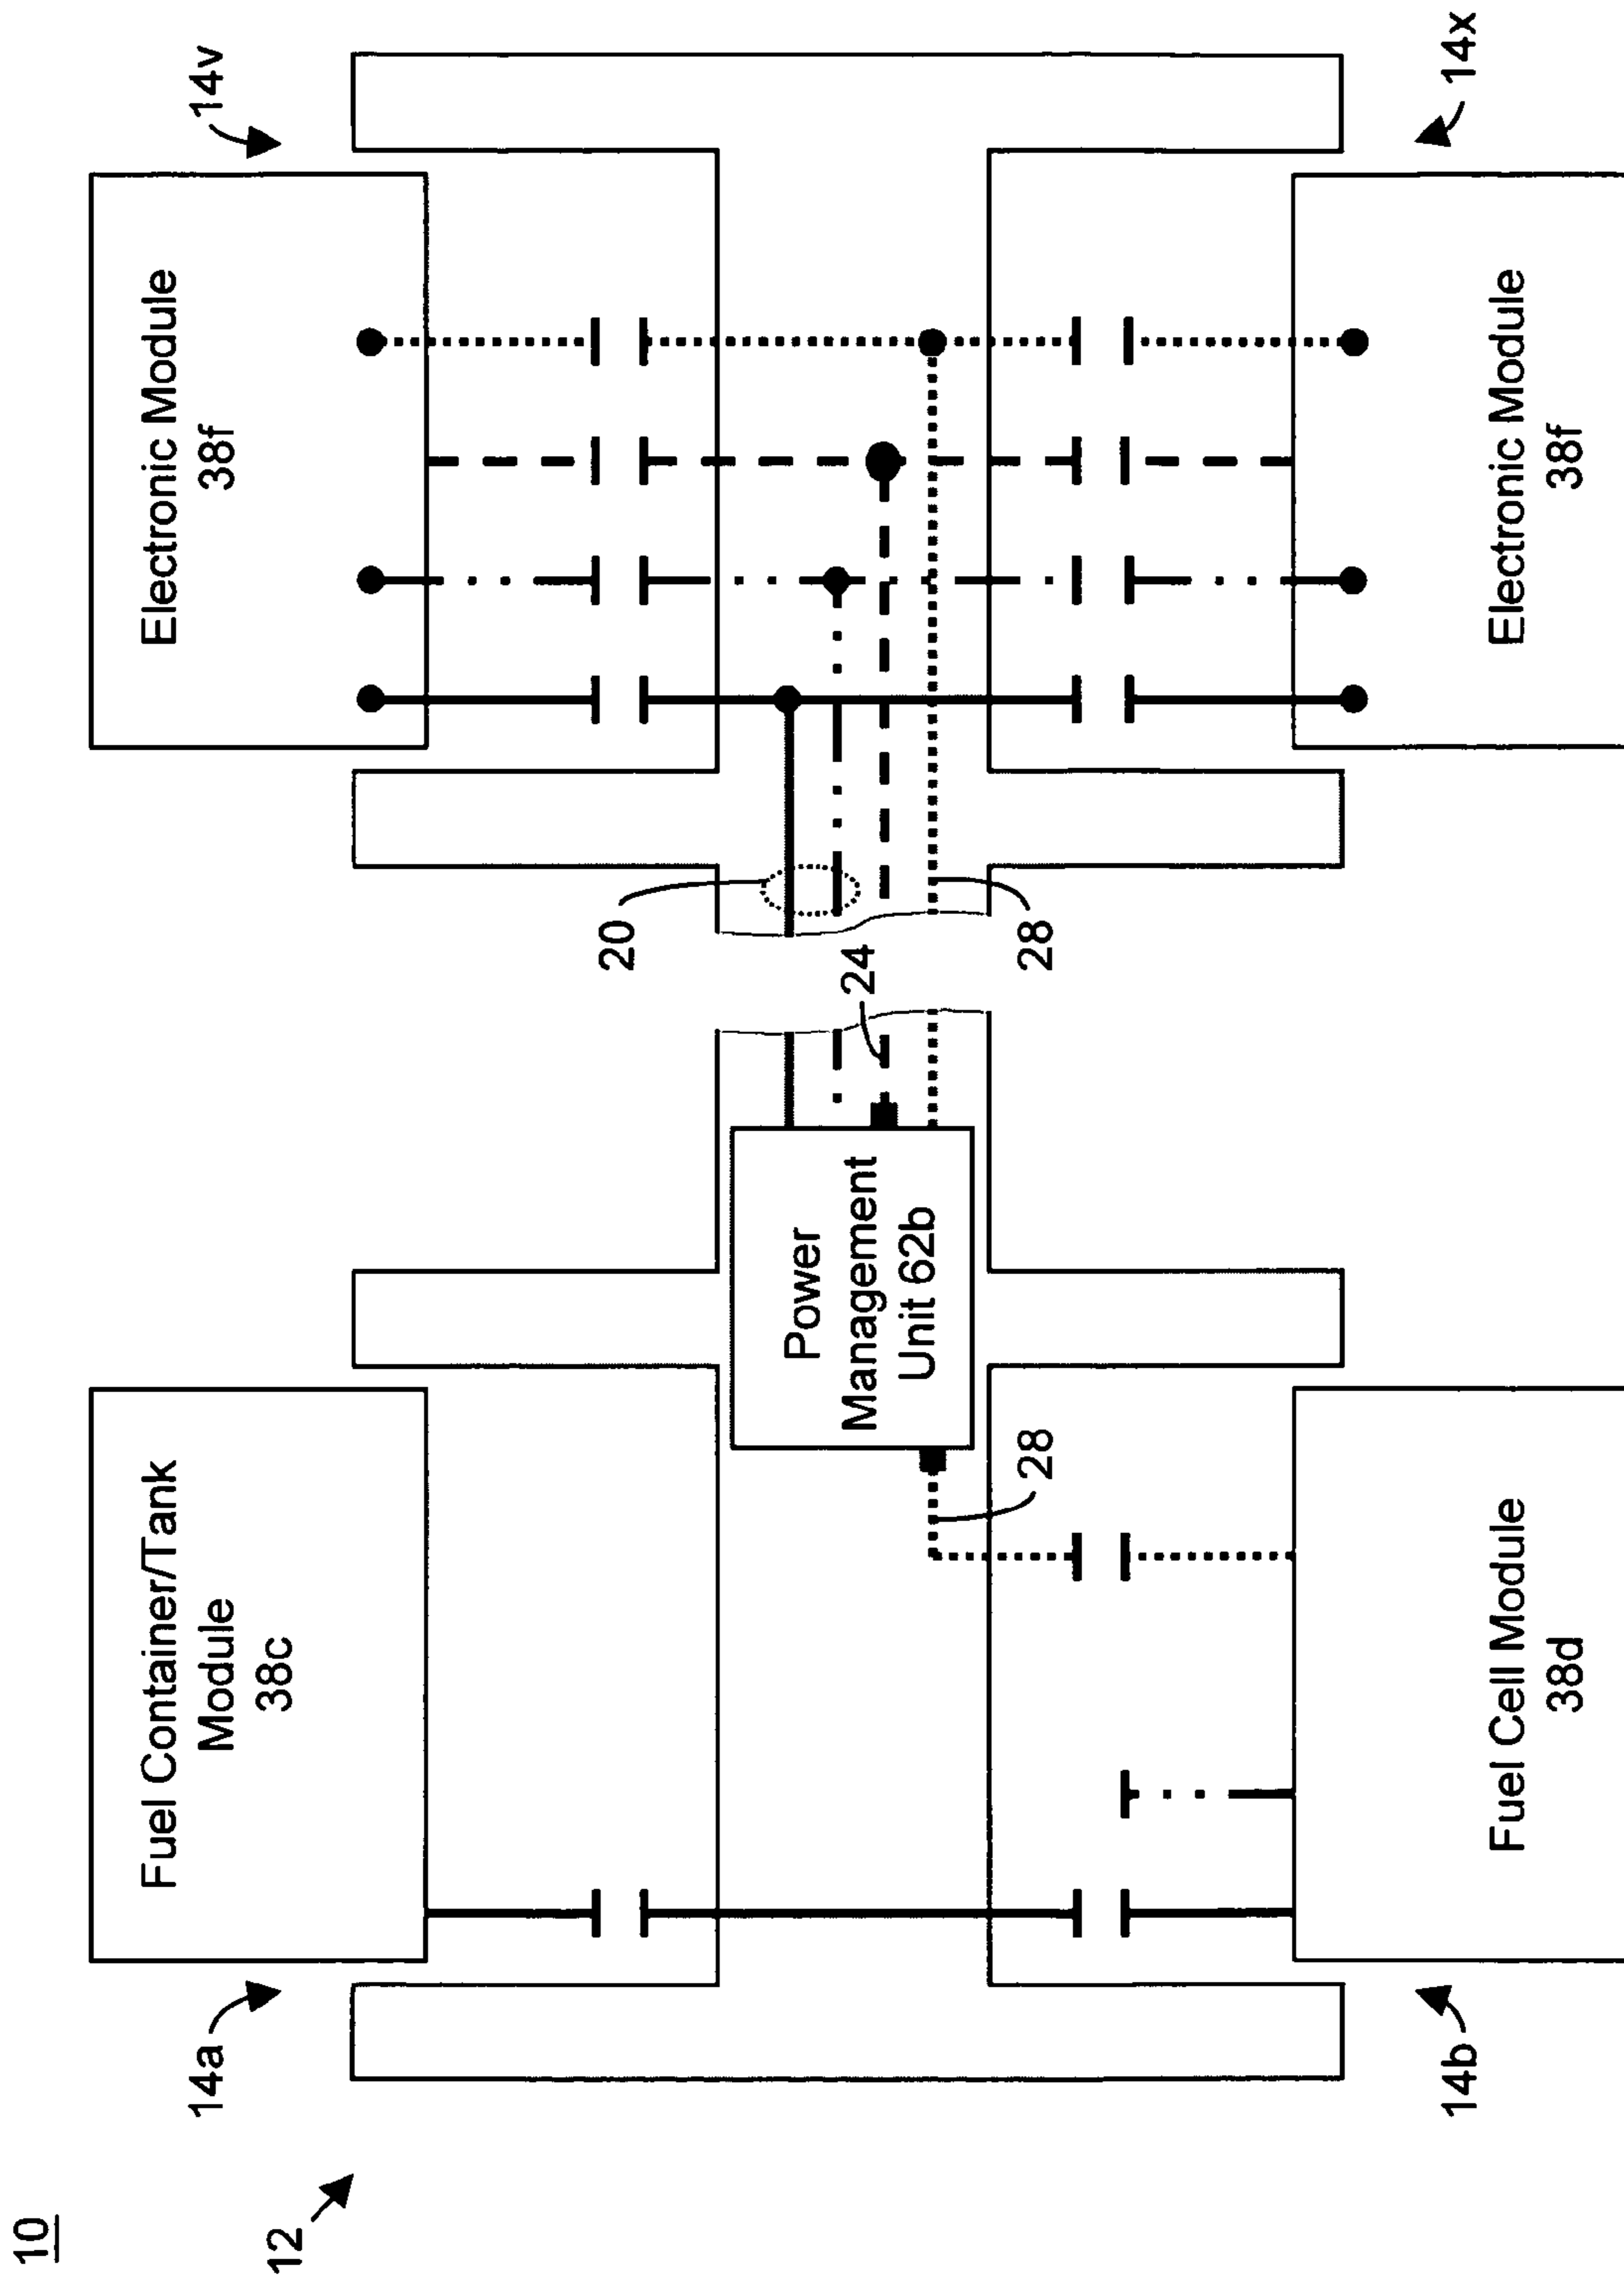 10
12
14a
Fuel Container/Tank
Module
38c
Electronic Module
38f
14v
20
Power
Management
Unit 62b
24
28
28
14b
Fuel Cell Module
38d
Electronic Module
38f
14x